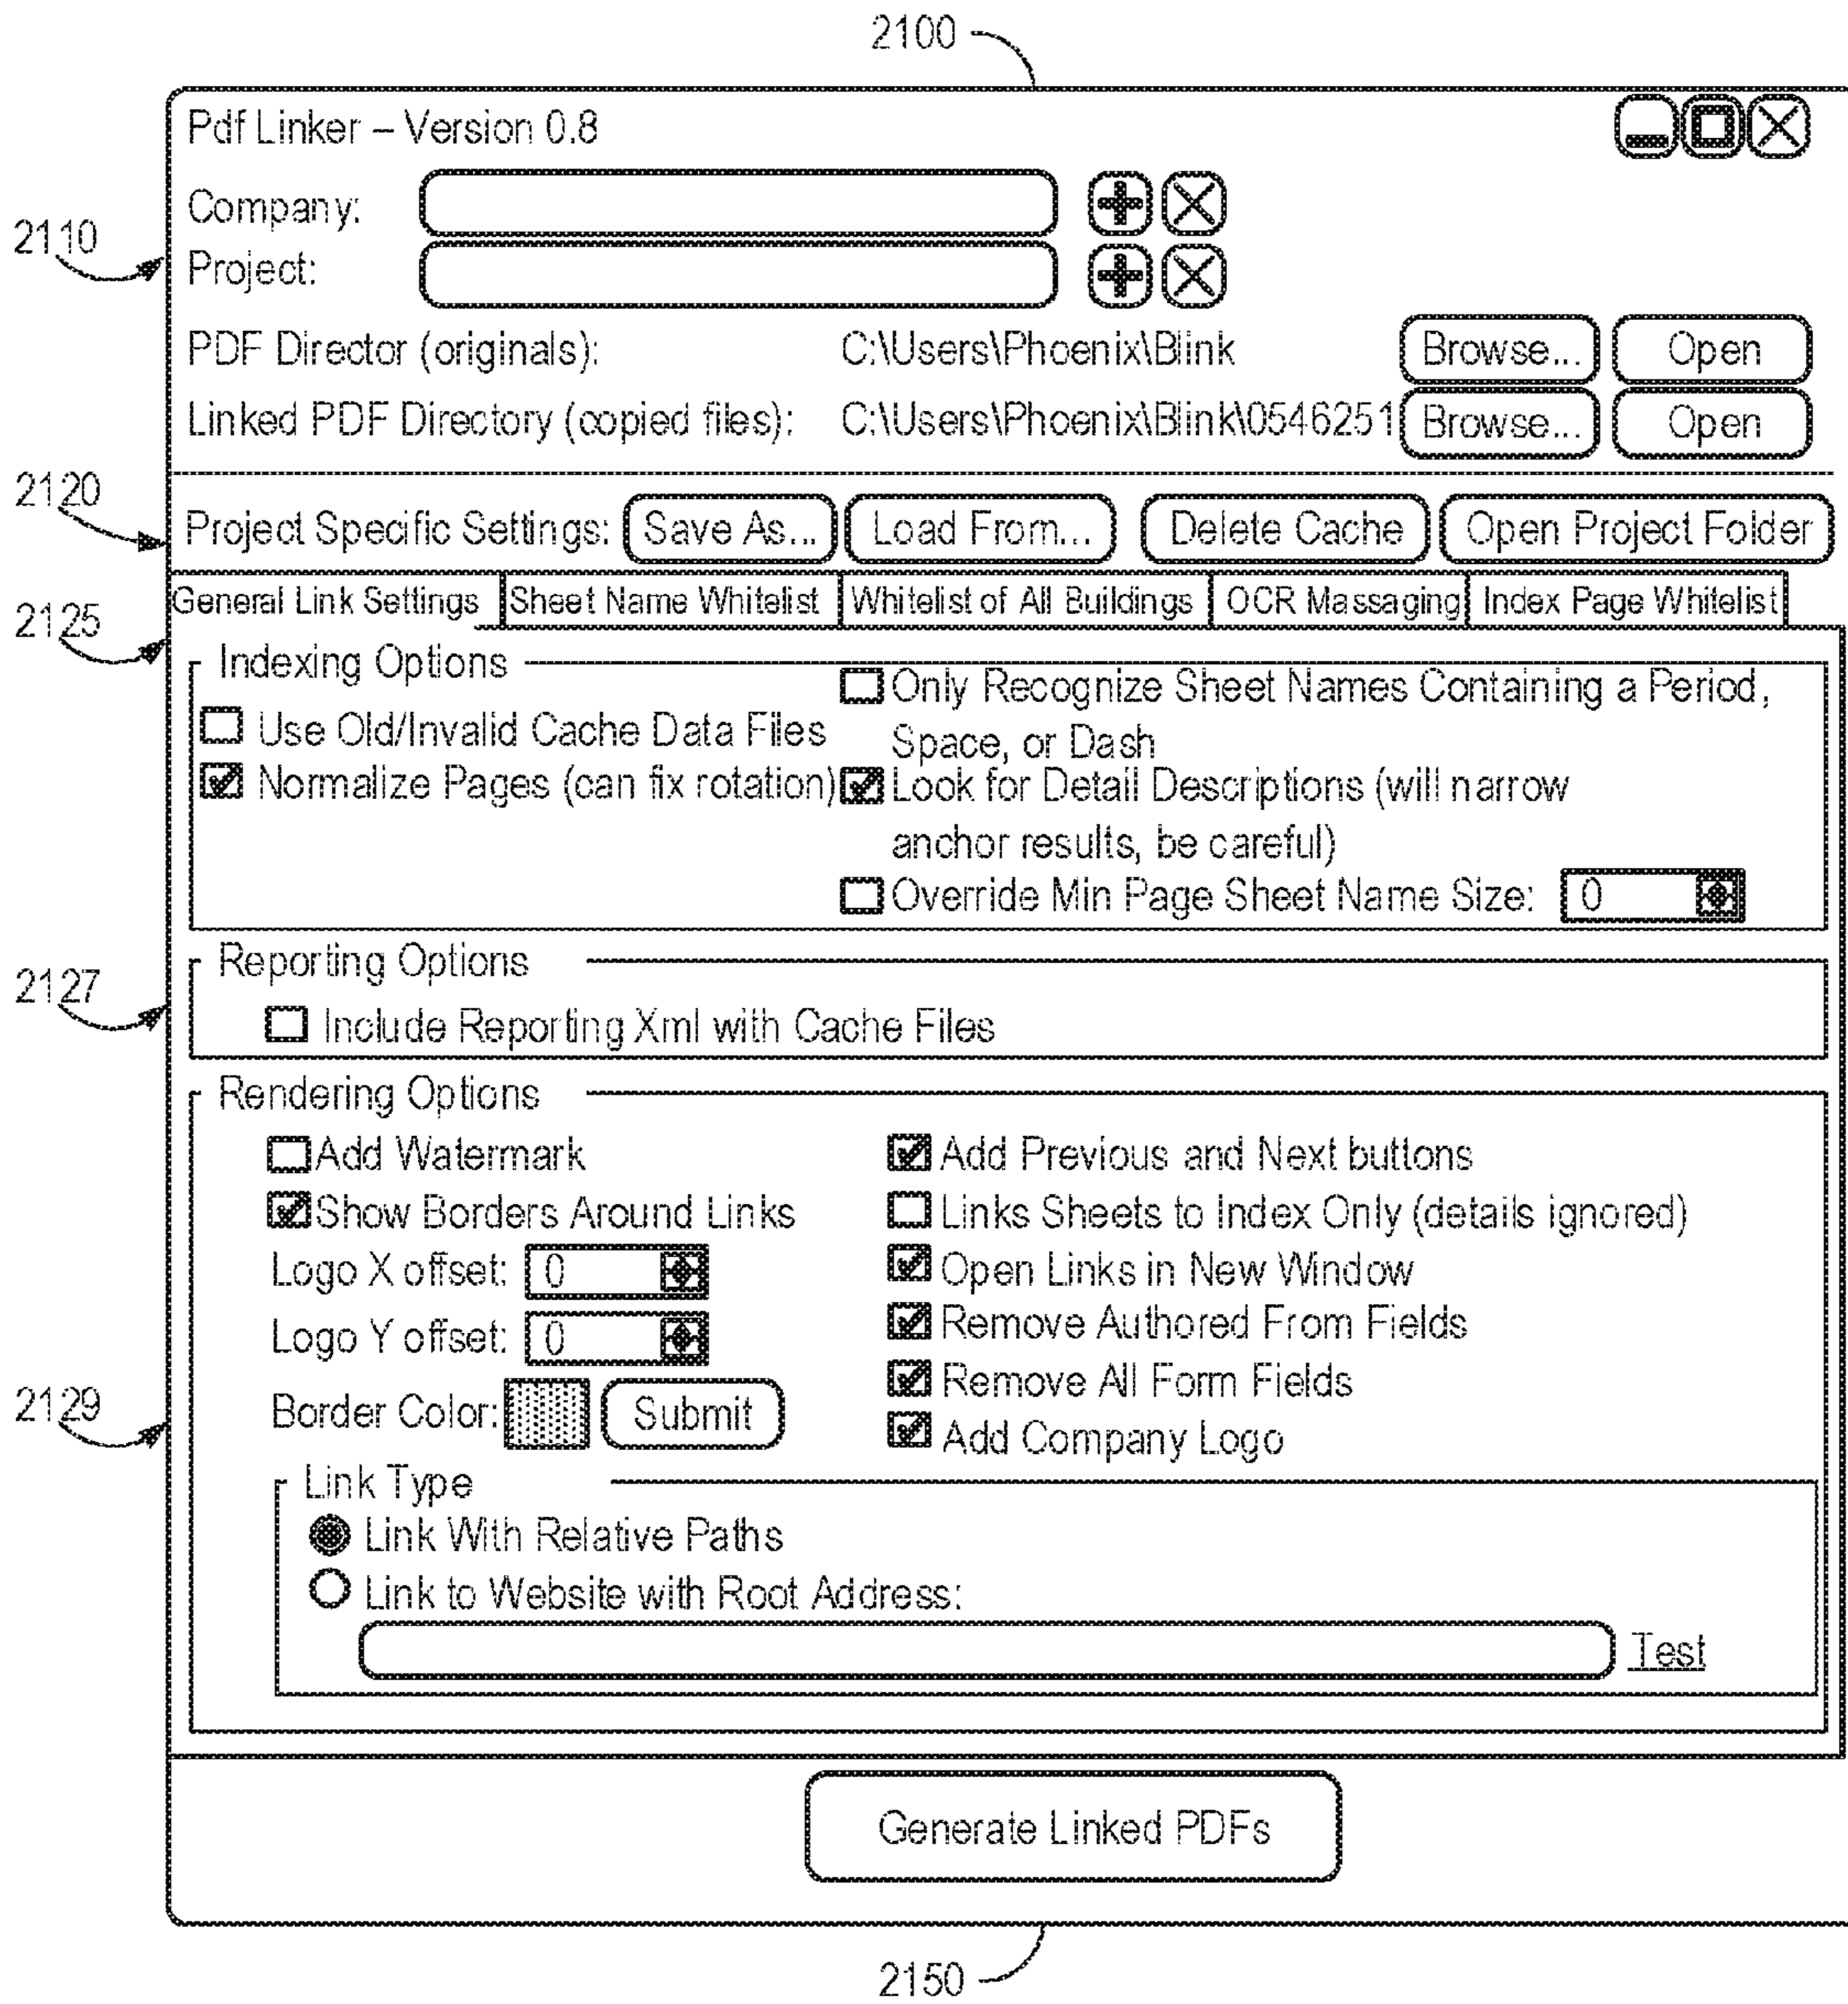 2100
Pdf Linker – Version 0.8
Company:
2110
Project:
PDF Director (originals): C:\Users\Phoenix\Blink Browse... Open
Linked PDF Directory (copied files): C:\Users\Phoenix\Blink\0546251 Browse... Open
2120
Project Specific Settings: Save As... Load From... Delete Cache Open Project Folder
General Link Settings Sheet Name Whitelist Whitelist of All Buildings OCR Massaging Index Page Whitelist
2125
Indexing Options
Use Old/Invalid Cache Data Files
Normalize Pages (can fix rotation)
Only Recognize Sheet Names Containing a Period,
Space, or Dash
Look for Detail Descriptions (will narrow
anchor results, be careful)
Override Min Page Sheet Name Size: 0
2127
Reporting Options
Include Reporting Xml with Cache Files
Rendering Options
Add Watermark
Show Borders Around Links
Logo X offset: 0
Logo Y offset: 0
2129
Border Color: Submit
Add Previous and Next buttons
Links Sheets to Index Only (details ignored)
Open Links in New Window
Remove Authored From Fields
Remove All Form Fields
Add Company Logo
Link Type
Link With Relative Paths
Link to Website with Root Address:
Test
Generate Linked PDFs
2150